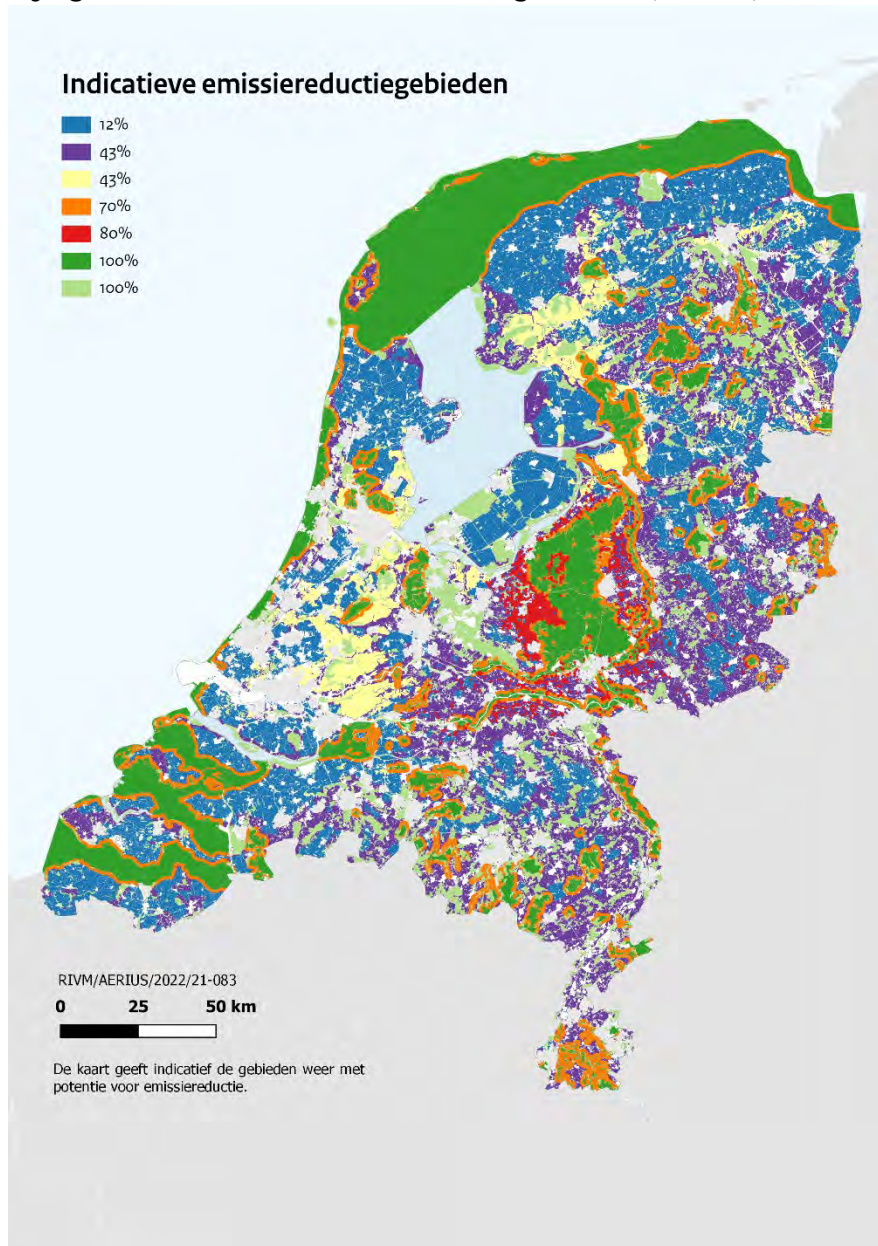 Indicatieve emissiereductiegebieden
12%
43%
43%
70%
80%
100%
100%
RIVM/AERIUS/2022/21-083
0 25 50 km
De kaart geeft indicatief de gebieden weer met
potentie voor emissiereductie.